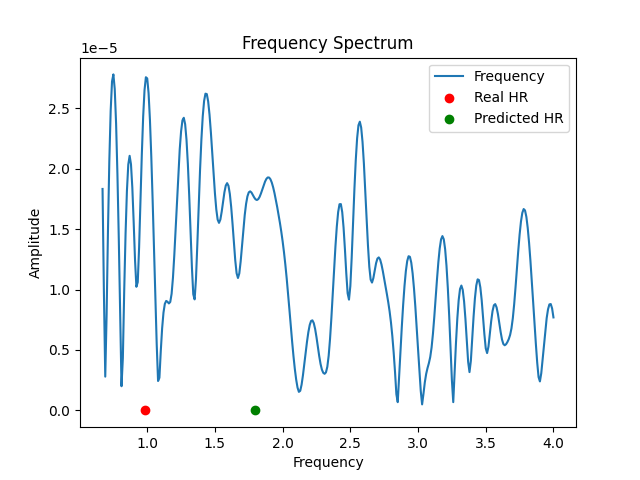 Frequency Spectrum
1e−5
Frequency
Real HR
Predicted HR
2.5
2.0
1.5
1.0
0.5
0.0
Amplitude
1.0 1.5 2.0 2.5 3.0 3.5 4.0
Frequency